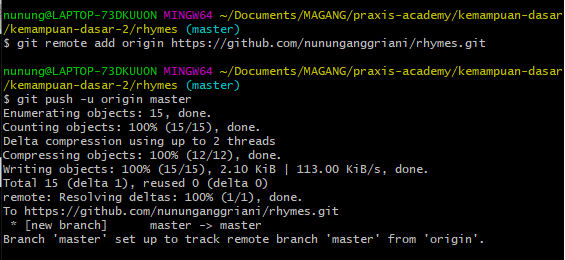 nunung@LAPTOP-73DKUUON MINGW64 ~/Documents/MAGANG/praxis-academy/kemampuan-dasar
/kemampuan-dasar-2/rhymes (master)
$ git remote add origin https://github.com/nununganggriani/rhymes.git
nunung@LAPTOP-73DKUUON MINGW64 ~/Documents/MAGANG/praxis-academy/kemampuan-dasar
/kemampuan-dasar-2/rhymes (master)
$ git push -u origin master
Enumerating objects: 15, done.
Counting objects: 100% (15/15), done.
Delta compression using up to 2 threads
Compressing objects: 100% (12/12), done.
Writing objects: 100% (15/15), 2.10 KiB | 113.00 KiB/s, done.
Total 15 (delta 1), reused 0 (delta 0)
remote: Resolving deltas: 100% (1/1), done.
To https://github.com/nununganggriani/rhymes.git
 * [new branch]      master -> master
Branch 'master' set up to track remote branch 'master' from 'origin'.